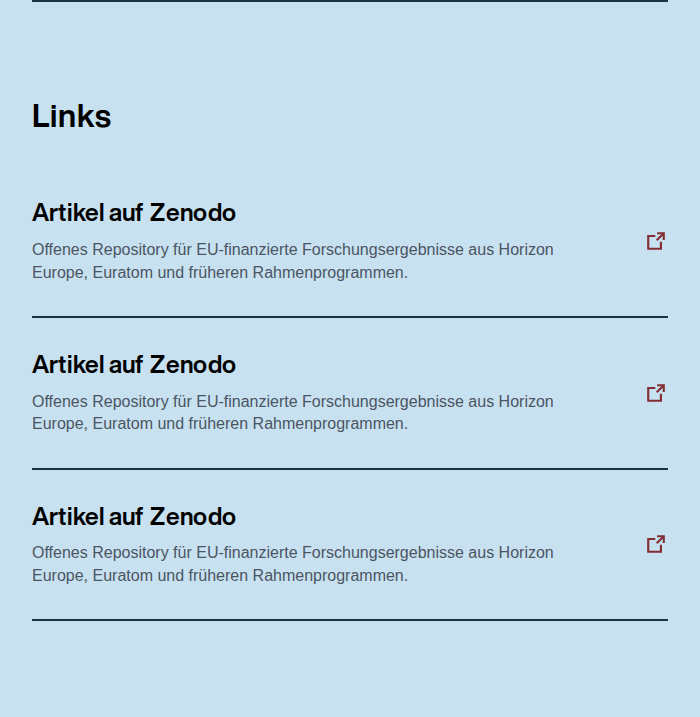 Links
Artikel auf Zenodo
Offenes Repository für EU-finanzierte Forschungsergebnisse aus Horizon
Europe, Euratom und früheren Rahmenprogrammen.
Artikel auf Zenodo
Offenes Repository für EU-finanzierte Forschungsergebnisse aus Horizon
Europe, Euratom und früheren Rahmenprogrammen.
Artikel auf Zenodo
Offenes Repository für EU-finanzierte Forschungsergebnisse aus Horizon
Europe, Euratom und früheren Rahmenprogrammen.